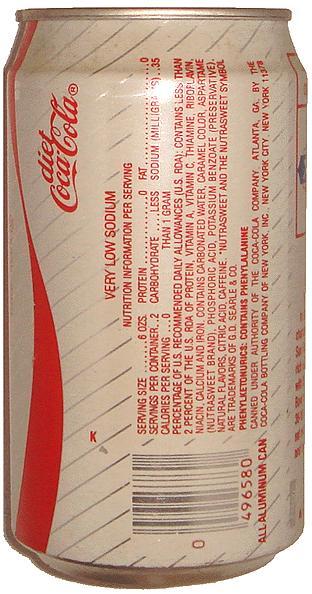 diet
Coca-Cola®
VERY LOW SODIUM
NUTRITION INFORMATION PER SERVING
SERVING SIZE.......6 OZS. PROTEIN..............0 FAT.......................0
SERVINGS PER CONTAINER..2 CARBOHYDRATE.....LESS SODIUM (MILLIGRAMS)...35
CALORIES PER SERVING......0 THAN 1 GRAM
PERCENTAGE OF U.S. RECOMMENDED DAILY ALLOWANCES (U.S. RDA): CONTAINS LESS THAN
2 PERCENT OF THE U.S. RDA OF PROTEIN, VITAMIN A, VITAMIN C, THIAMINE, RIBOFLAVIN,
NIACIN, CALCIUM AND IRON. CONTAINS CARBONATED WATER, CARAMEL COLOR, ASPARTAME
(NUTRASWEET BRAND), PHOSPHORIC ACID, POTASSIUM BENZOATE (PRESERVATIVE),
NATURAL FLAVORS, CITRIC ACID, CAFFEINE. NUTRASWEET AND THE NUTRASWEET SYMBOL
ARE TRADEMARKS OF G.D. SEARLE & CO.
PHENYLKETONURICS: CONTAINS PHENYLALANINE
CANNED UNDER AUTHORITY OF THE COCA-COLA COMPANY, ATLANTA, GA. BY THE
COCA-COLA BOTTLING COMPANY OF NEW YORK, INC. NEW YORK CITY, NEW YORK 11378
ALL-ALUMINUM CAN
K
0
496580